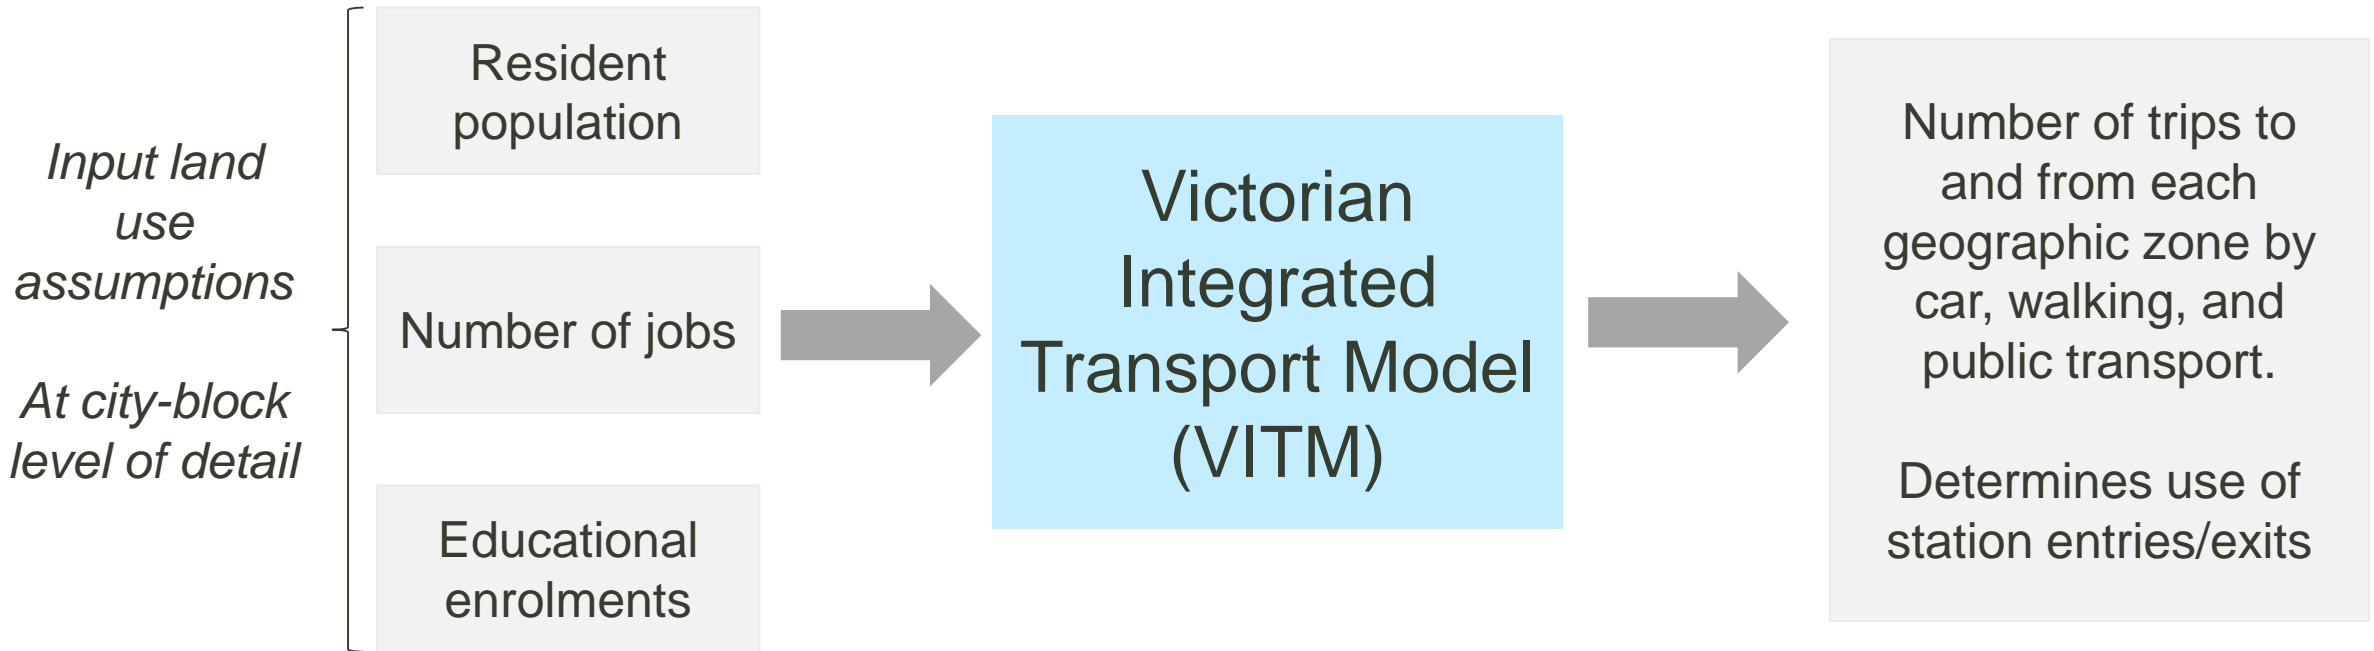 Input land
use
assumptions
At city-block
level of detail
Resident
population
Number of jobs
Educational
enrolments
Victorian
Integrated
Transport Model
(VITM)
Number of trips to
and from each
geographic zone by
car, walking, and
public transport.
Determines use of
station entries/exits